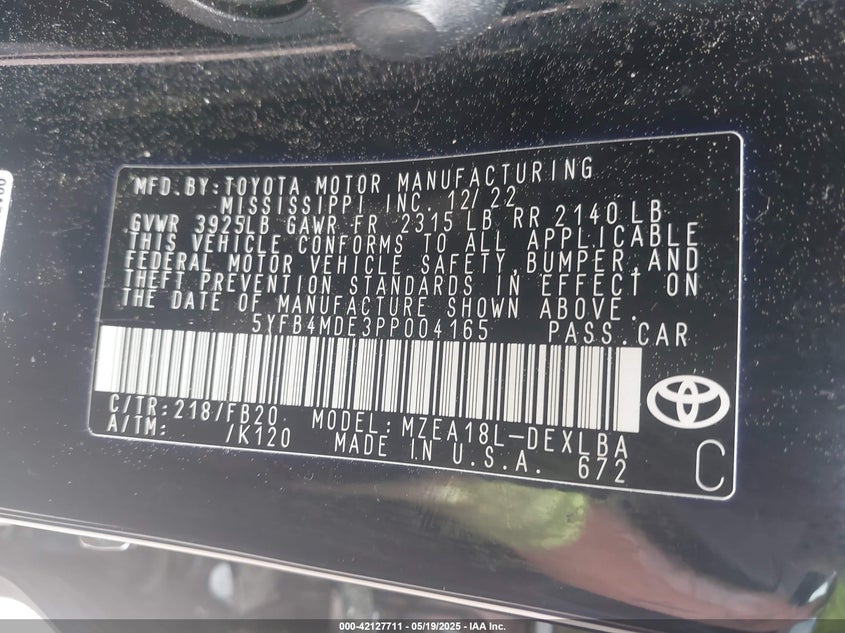 MFD.BY:TOYOTA MOTOR MANUFACTURING
MISSISSIPPI INC. 12/22
GVWR 3925LB GAWR FR 2315 LB RR 2140 LB
THIS VEHICLE CONFORMS TO ALL APPLICABLE
FEDERAL MOTOR VEHICLE SAFETY, BUMPER, AND
THEFT PREVENTION STANDARDS IN EFFECT ON
THE DATE OF MANUFACTURE SHOWN ABOVE.
5YFB4MDE3PP004165 PASS.CAR
C/TR:218/FB20 MODEL:MZEA18L-DEXLBA
A/TM: /K120 MADE IN U.S.A. 672
C
000-42127711 - 05/19/2025 - IAA Inc.